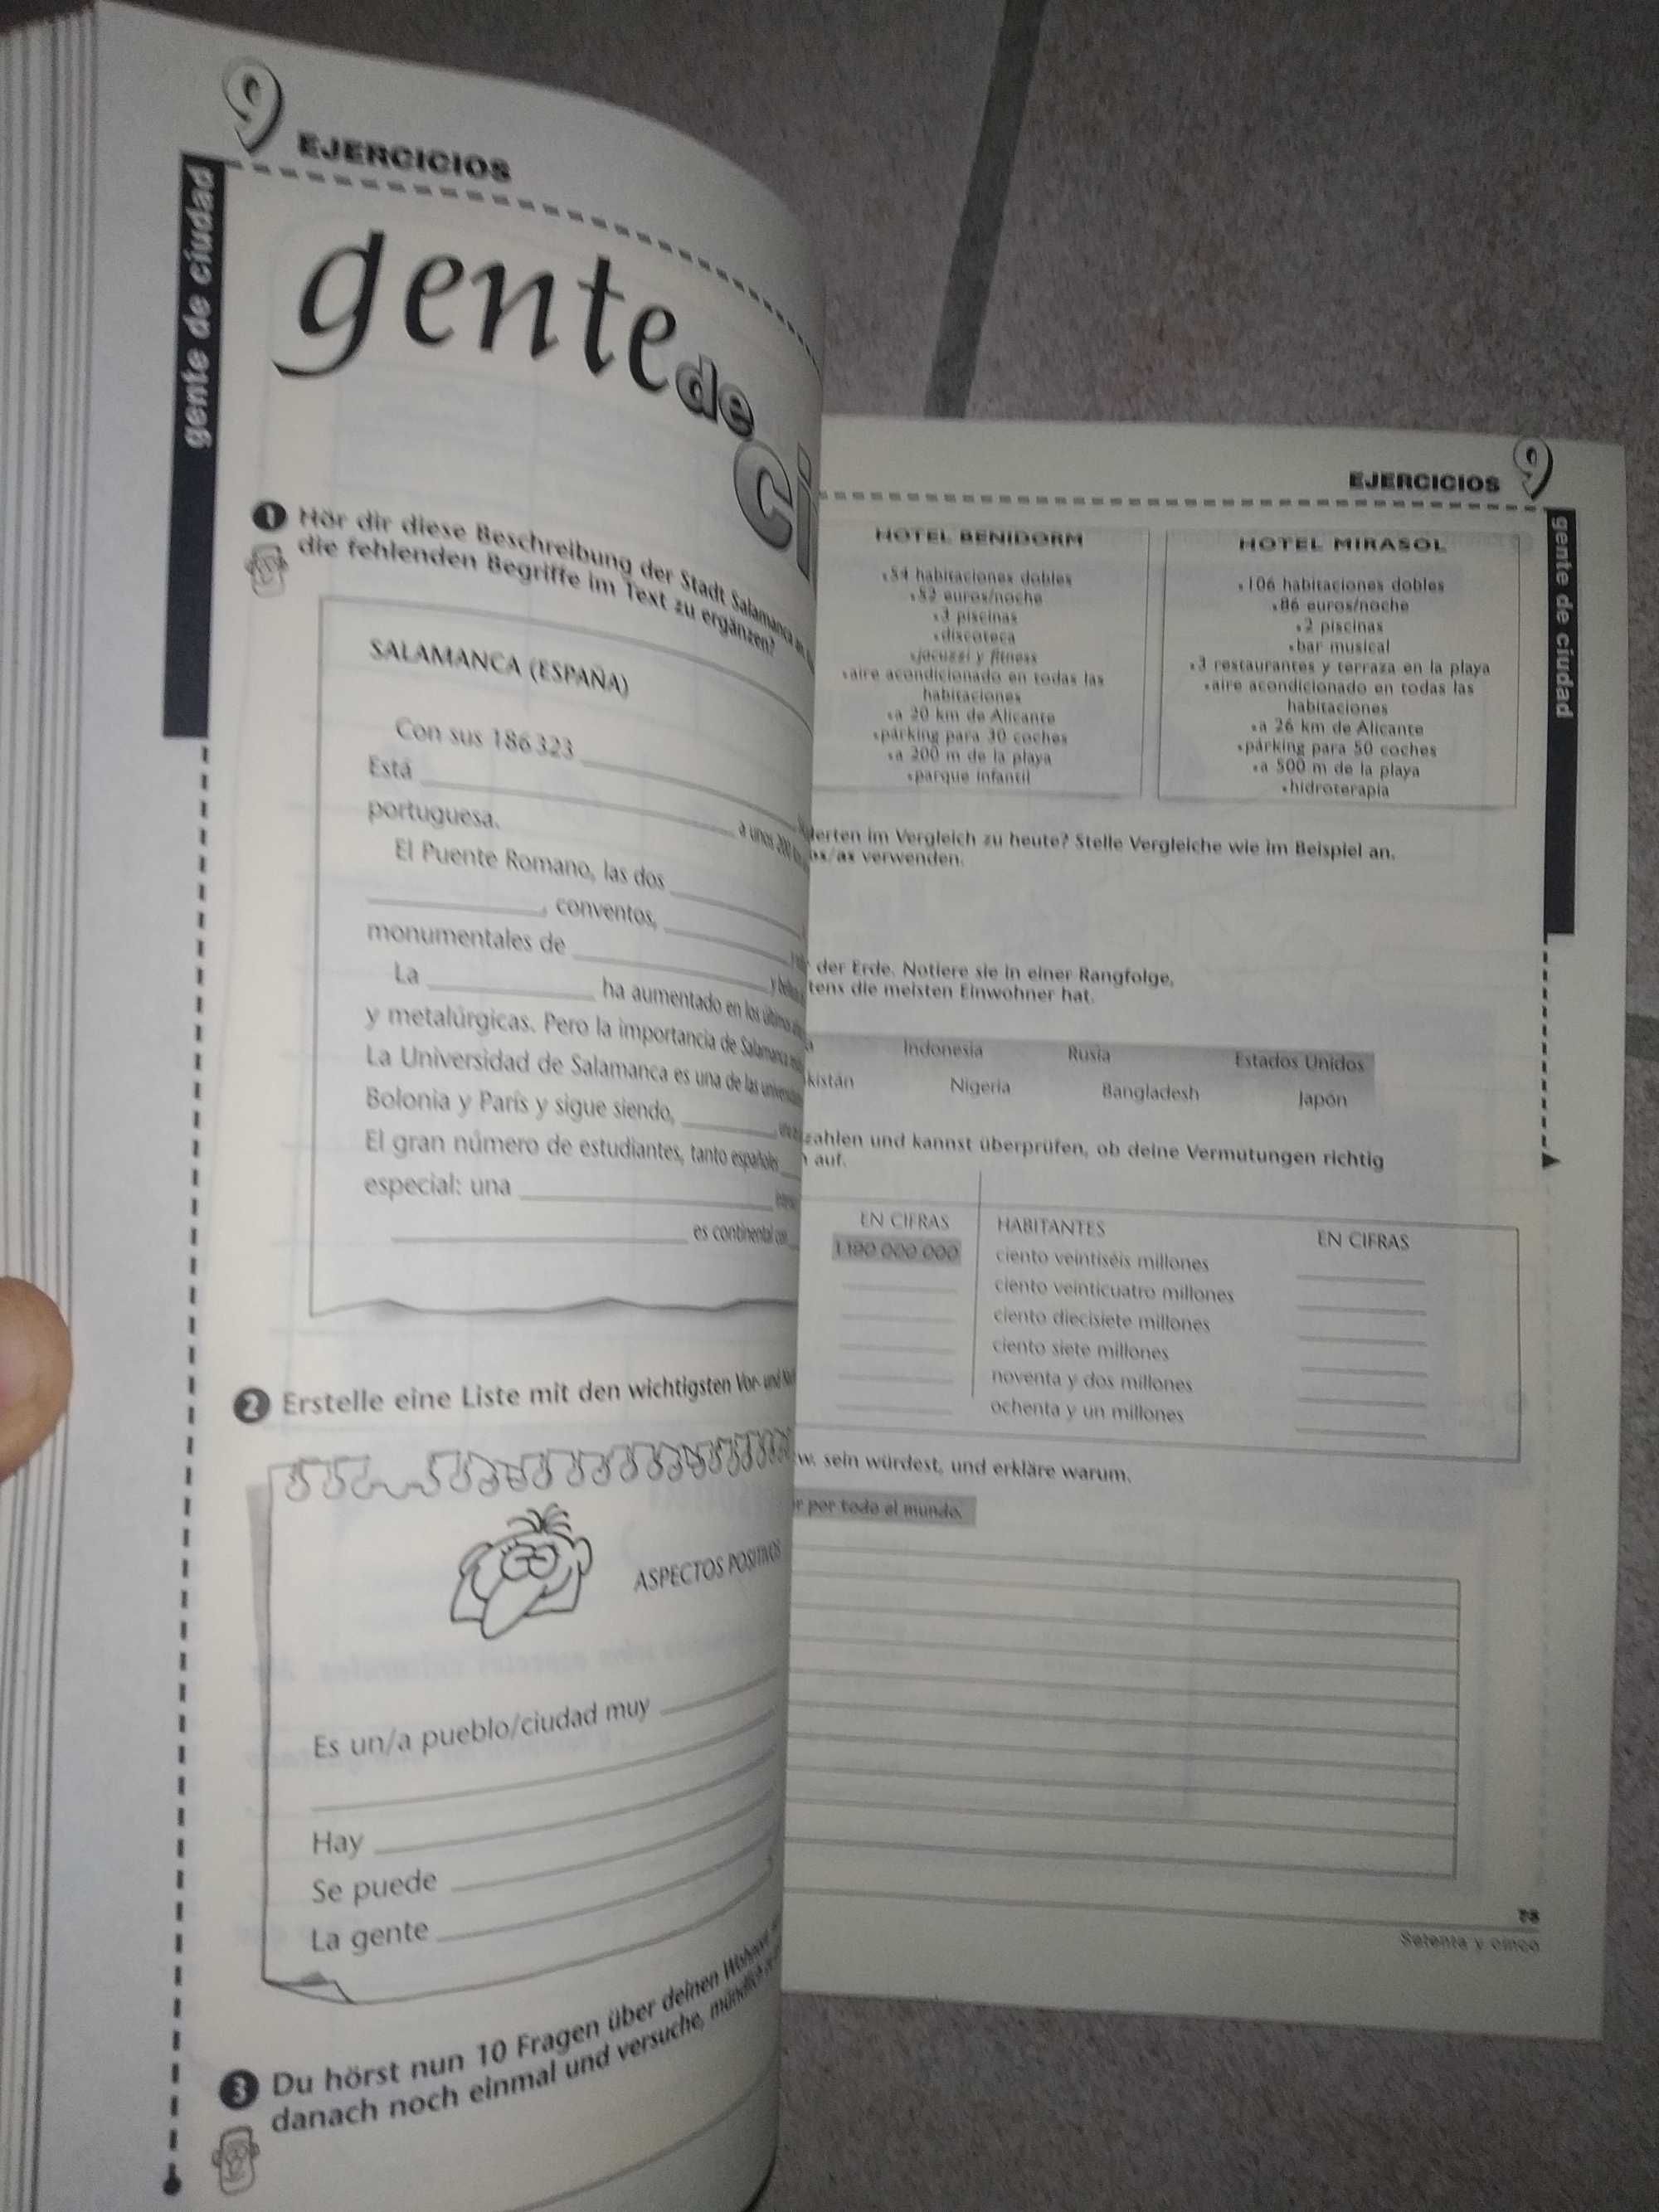 9 EJERCICIOS
gente de ciudad
gente de ci
1 Hör dir diese Beschreibung der Stadt Salamanca an
die fehlenden Begriffe im Text zu ergänzen?
SALAMANCA (ESPAÑA)
Con sus 186 323
Está
a unos 200
portuguesa.
El Puente Romano, las dos
, conventos,
monumentales de
La ha aumentado en los últimos
y metalúrgicas. Pero la importancia de Salamanca
La Universidad de Salamanca es una de las
Bolonia y París y sigue siendo,
El gran número de estudiantes, tanto españoles
especial: una
es continental con
2 Erstelle eine Liste mit den wichtigsten Vor- und
ASPECTOS POSITIVOS
Es un/a pueblo/ciudad muy
Hay
Se puede
La gente
3 Du hörst nun 10 Fragen über deinen Wohnort
danach noch einmal und versuche, mündlich
EJERCICIOS 9
gente de ciudad
HOTEL BENIDORM
•54 habitaciones dobles
•52 euros/noche
•3 piscinas
•discoteca
•jacuzzi y fitness
•aire acondicionado en todas las
habitaciones
•a 20 km de Alicante
•párking para 30 coches
•a 200 m de la playa
•parque infantil
HOTEL MIRASOL
•106 habitaciones dobles
•86 euros/noche
•2 piscinas
•bar musical
•3 restaurantes y terraza en la playa
•aire acondicionado en todas las
habitaciones
•a 26 km de Alicante
•párking para 50 coches
•a 500 m de la playa
•hidroterapia
derten im Vergleich zu heute? Stelle Vergleiche wie im Beispiel an.
os/as verwenden.
der Erde. Notiere sie in einer Rangfolge,
tens die meisten Einwohner hat.
Indonesia Rusia Estados Unidos
kistán Nigeria Bangladesh Japón
zahlen und kannst überprüfen, ob deine Vermutungen richtig
auf.
EN CIFRAS HABITANTES EN CIFRAS
1 190 000 000 ciento veintiséis millones
ciento veinticuatro millones
ciento diecisiete millones
ciento siete millones
noventa y dos millones
ochenta y un millones
w. sein würdest, und erkläre warum.
r por todo el mundo.
75
Setenta y cinco